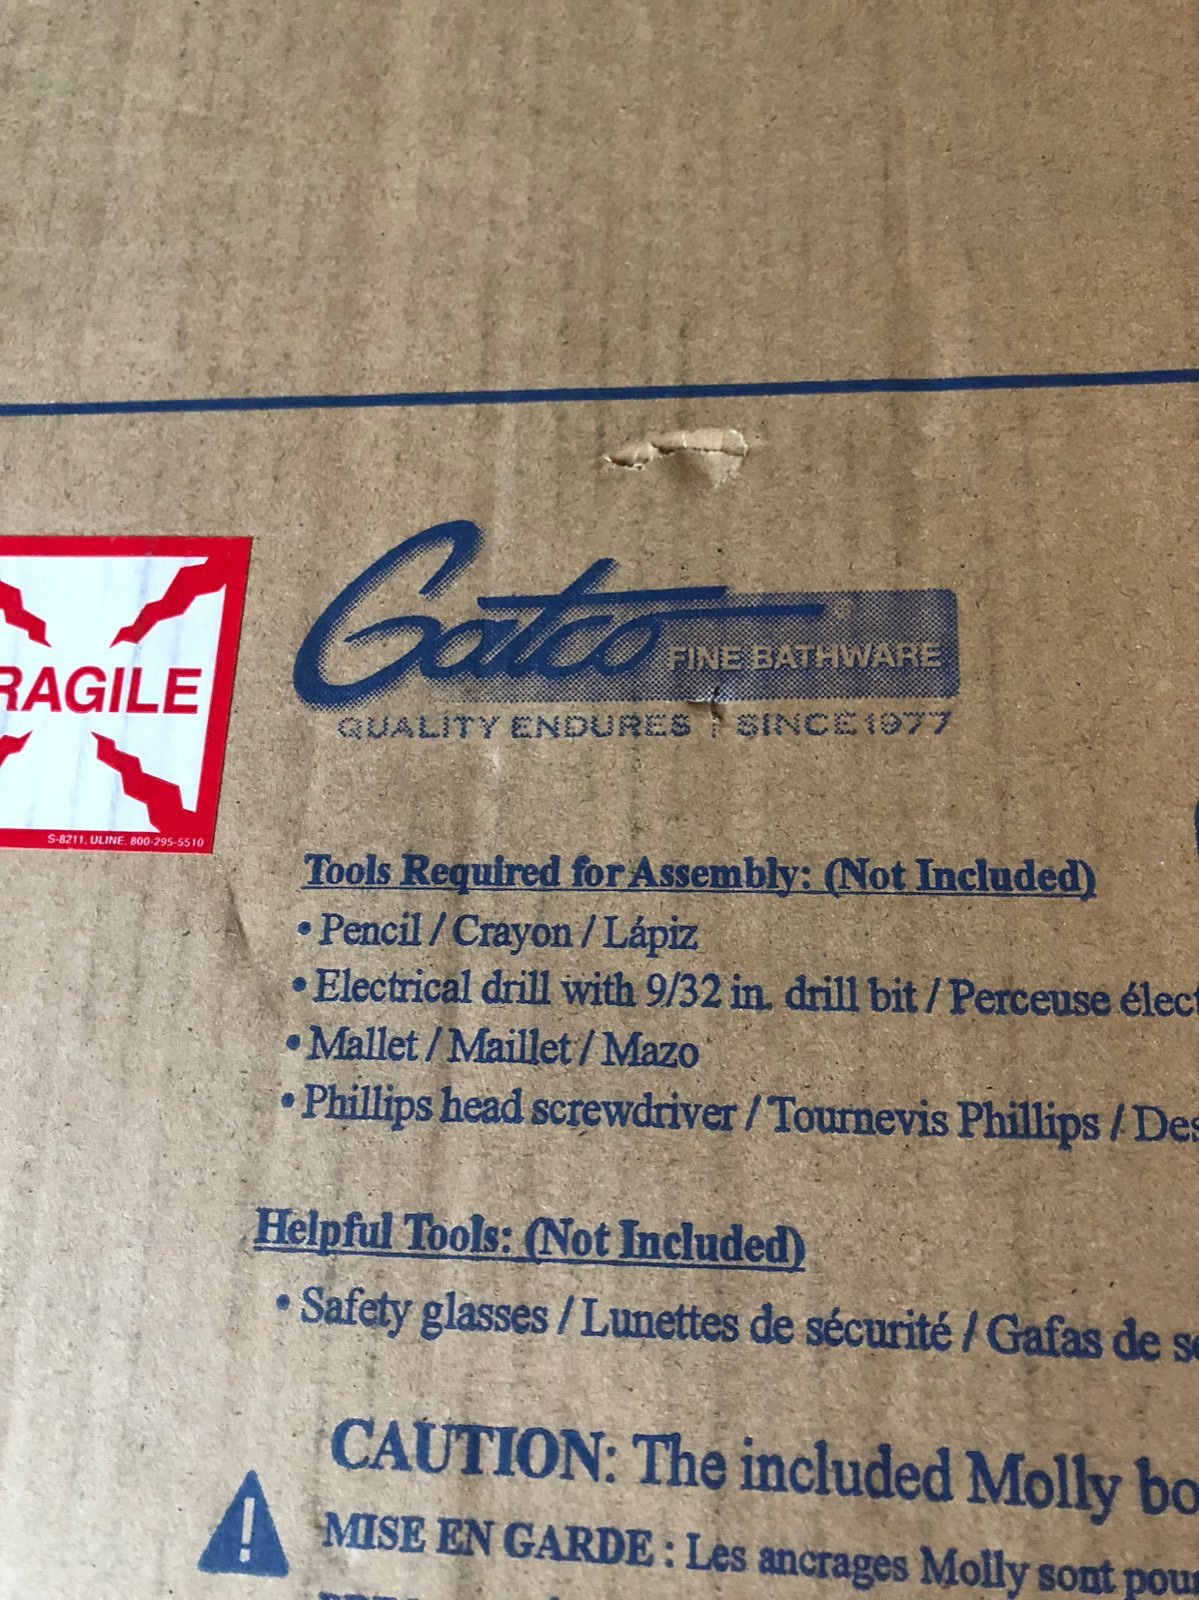 Gatco®
FINE BATHWARE
QUALITY ENDURES | SINCE 1977
RAGILE
S-8211, ULINE, 800-295-5510
Tools Required for Assembly: (Not Included)
• Pencil / Crayon / Lápiz
• Electrical drill with 9/32 in. drill bit / Perceuse élect
• Mallet / Maillet / Mazo
• Phillips head screwdriver / Tournevis Phillips / Des
Helpful Tools: (Not Included)
• Safety glasses / Lunettes de sécurité / Gafas de s
CAUTION: The included Molly bo
MISE EN GARDE : Les ancrages Molly sont pour